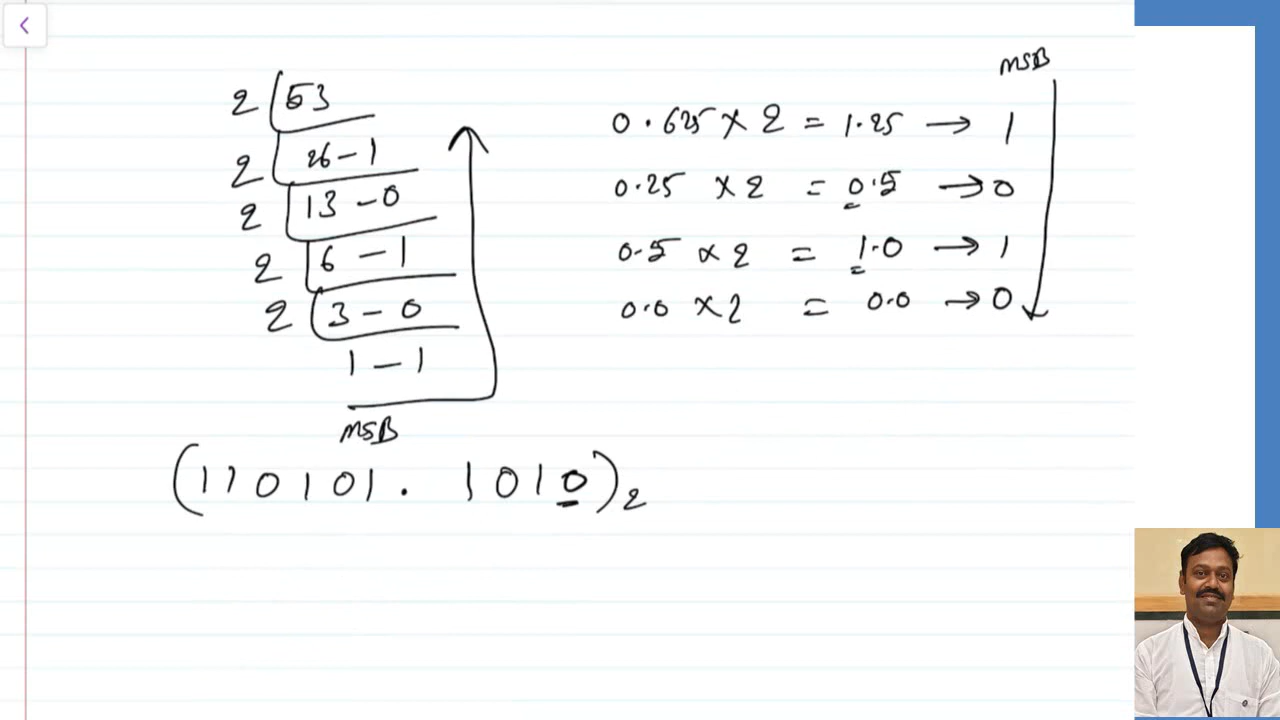 2 53
2 26 – 1
2 13 – 0
2 6 – 1
2 3 – 0
1 – 1
MSB
MSB
0.625 × 2 = 1.25 → 1
0.25 × 2 = 0.5 → 0
0.5 × 2 = 1.0 → 1
0.0 × 2 = 0.0 → 0
(110101. 1010)2